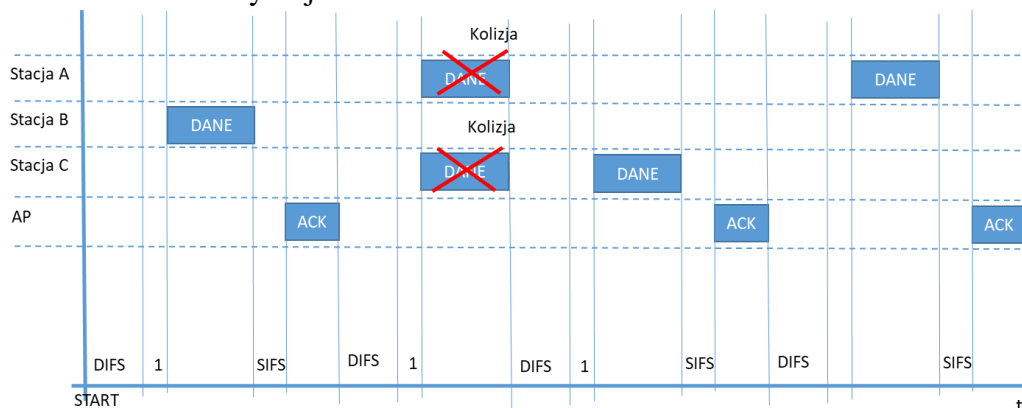 Kolizja
Stacja A
DANE
DANE
Stacja B
DANE
Kolizja
Stacja C
DANE
DANE
AP
ACK
ACK
ACK
DIFS
1
SIFS
DIFS
1
DIFS
1
SIFS
DIFS
SIFS
START
t